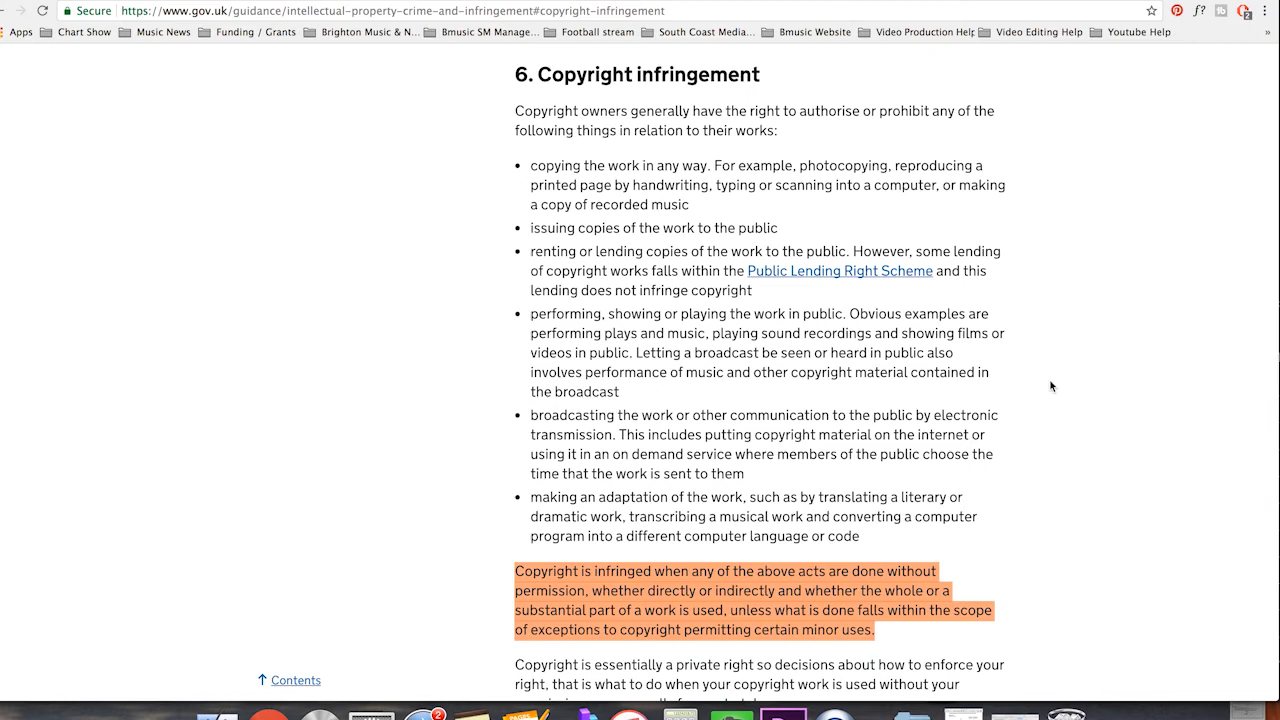 Secure https://www.gov.uk/guidance/intellectual-property-crime-and-infringement#copyright-infringement
Apps Chart Show Music News Funding / Grants Brighton Music & N... Bmusic SM Manage... Football stream South Coast Media... Bmusic Website Video Production Help Video Editing Help Youtube Help »
6. Copyright infringement
Copyright owners generally have the right to authorise or prohibit any of the
following things in relation to their works:
• copying the work in any way. For example, photocopying, reproducing a
printed page by handwriting, typing or scanning into a computer, or making
a copy of recorded music
• issuing copies of the work to the public
• renting or lending copies of the work to the public. However, some lending
of copyright works falls within the Public Lending Right Scheme and this
lending does not infringe copyright
• performing, showing or playing the work in public. Obvious examples are
performing plays and music, playing sound recordings and showing films or
videos in public. Letting a broadcast be seen or heard in public also
involves performance of music and other copyright material contained in
the broadcast
• broadcasting the work or other communication to the public by electronic
transmission. This includes putting copyright material on the internet or
using it in an on demand service where members of the public choose the
time that the work is sent to them
• making an adaptation of the work, such as by translating a literary or
dramatic work, transcribing a musical work and converting a computer
program into a different computer language or code
Copyright is infringed when any of the above acts are done without
permission, whether directly or indirectly and whether the whole or a
substantial part of a work is used, unless what is done falls within the scope
of exceptions to copyright permitting certain minor uses.
Copyright is essentially a private right so decisions about how to enforce your
↑ Contents
right, that is what to do when your copyright work is used without your
2
PAGES